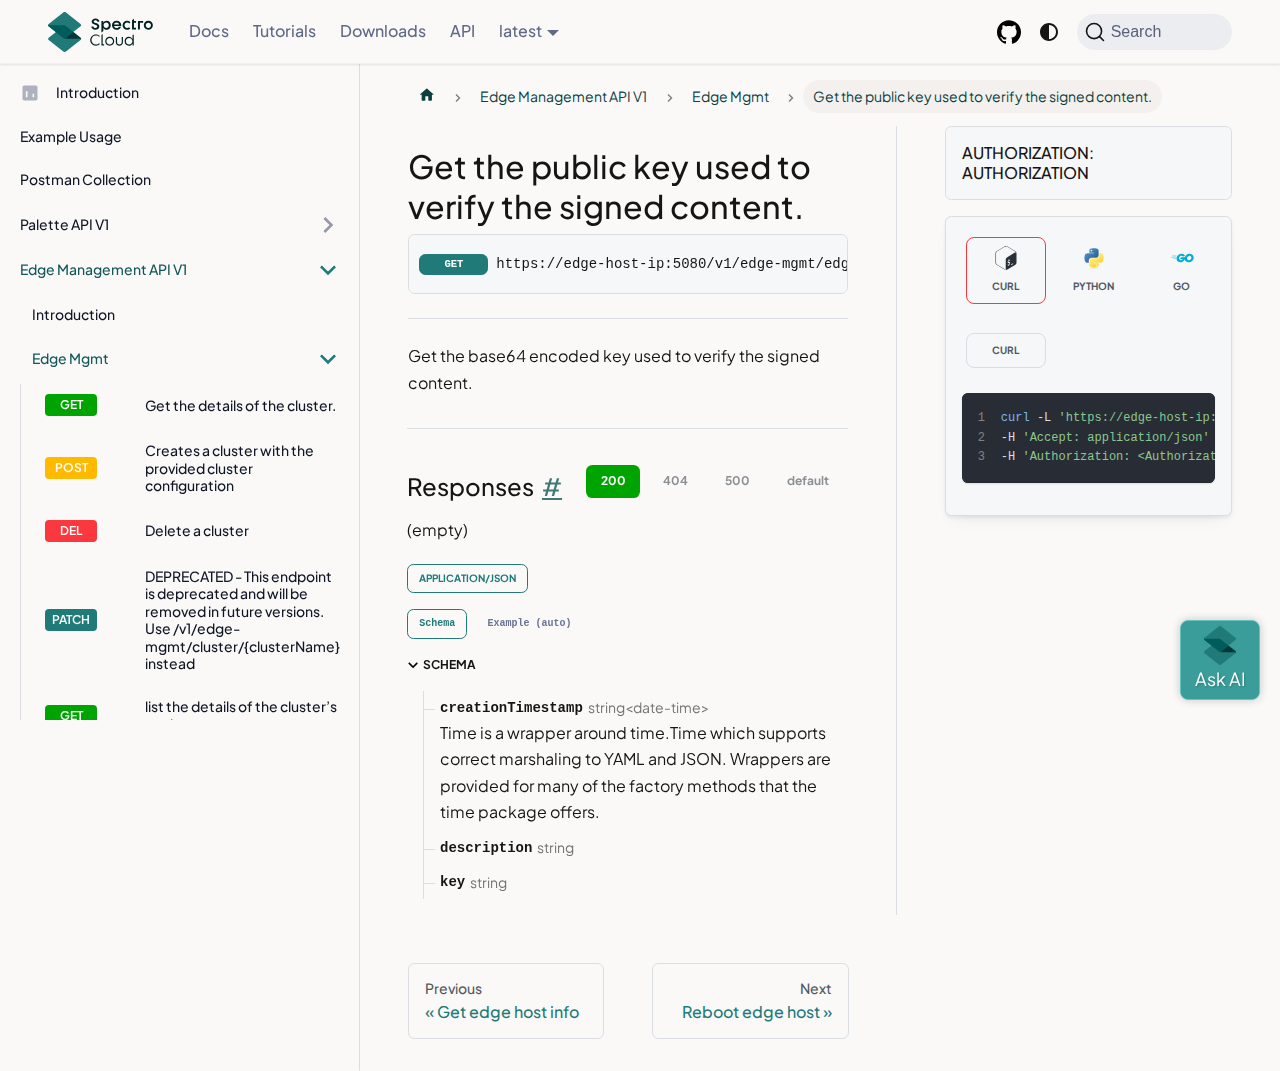 Spectro Cloud
Docs
Tutorials
Downloads
API
latest
Search
Introduction
Example Usage
Postman Collection
Palette API V1
Edge Management API V1
Introduction
Edge Mgmt
GET
Get the details of the cluster.
POST
Creates a cluster with the
provided cluster
configuration
DEL
Delete a cluster
PATCH
DEPRECATED - This endpoint
is deprecated and will be
removed in future versions.
Use /v1/edge-
mgmt/cluster/{clusterName}
instead
GET
list the details of the cluster's
Edge Management API V1
Edge Mgmt
Get the public key used to verify the signed content.
Get the public key used to
verify the signed content.
GET https://edge-host-ip:5080/v1/edge-mgmt/edg
Get the base64 encoded key used to verify the signed
content.
Responses #
200
404
500
default
(empty)
APPLICATION/JSON
Schema
Example (auto)
SCHEMA
creationTimestamp string<date-time>
Time is a wrapper around time.Time which supports
correct marshaling to YAML and JSON. Wrappers are
provided for many of the factory methods that the
time package offers.
description string
key string
Previous
« Get edge host info
Next
Reboot edge host »
AUTHORIZATION:
AUTHORIZATION
CURL
PYTHON
GO
GO
CURL
1 curl -L 'https://edge-host-ip:
2 -H 'Accept: application/json'
3 -H 'Authorization: <Authorizat
Ask AI